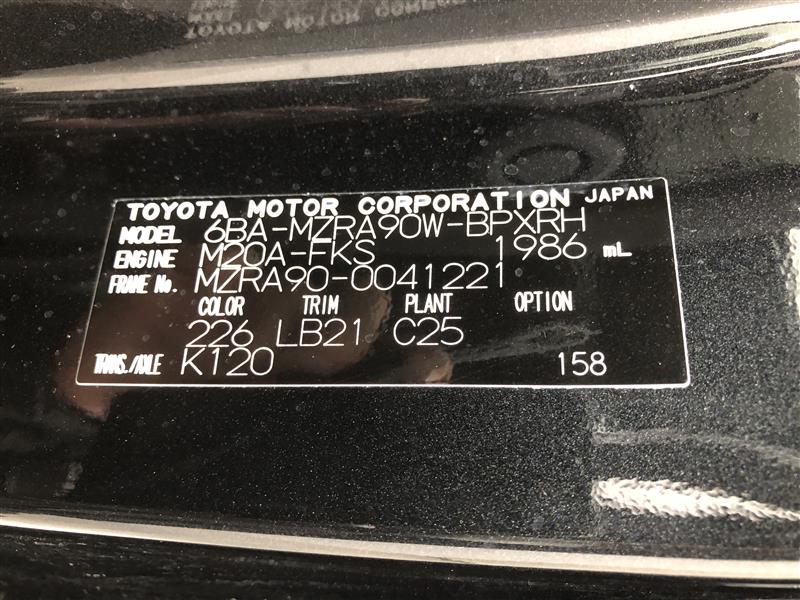 TOYOTA MOTOR CORPORATION JAPAN
MODEL 6BA-MZRA90W-BPXRH
ENGINE M20A-FKS 1986 mL
FRAME No. MZRA90-0041221
COLOR TRIM PLANT OPTION
226 LB21 C25
TRANS./AXLE K120 158